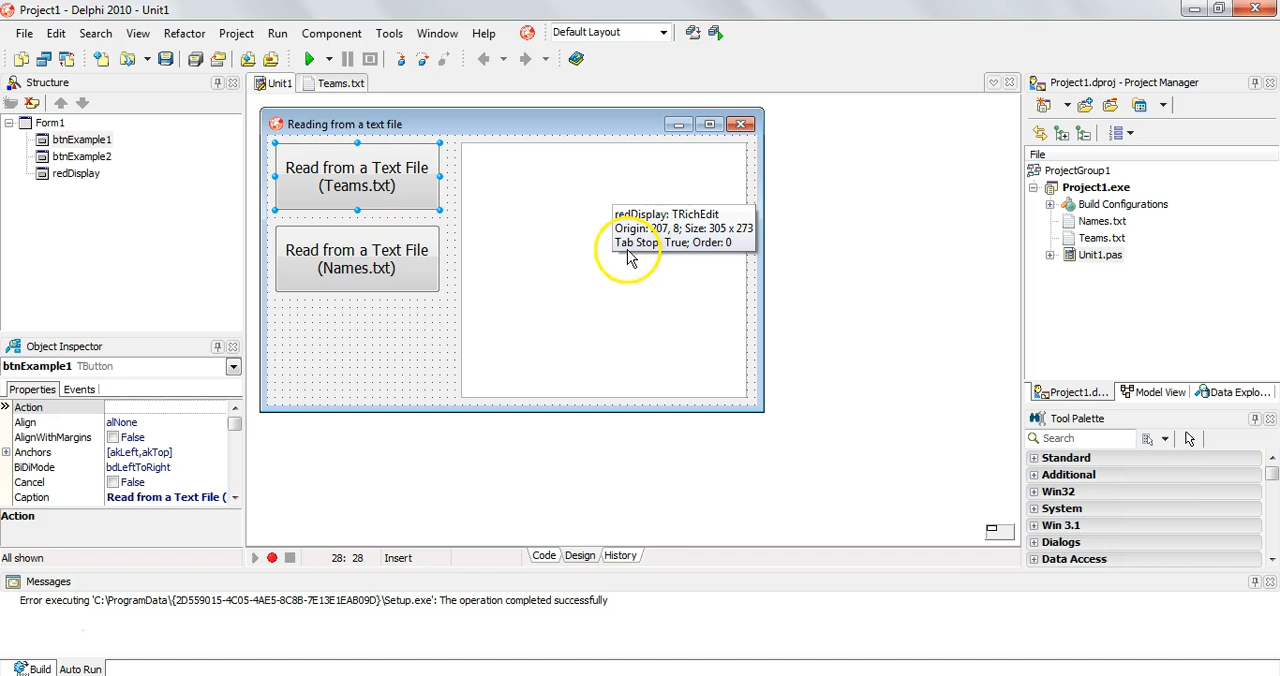 Project1 - Delphi 2010 - Unit1
File Edit Search View Refactor Project Run Component Tools Window Help Default Layout
Structure
Form1
btnExample1
btnExample2
redDisplay
Object Inspector
btnExample1 TButton
Properties Events
Action
Align alNone
AlignWithMargins False
Anchors [akLeft,akTop]
BiDiMode bdLeftToRight
Cancel False
Caption Read from a Text File (
Action
All shown
Unit1 Teams.txt
Reading from a text file
Read from a Text File
(Teams.txt)
Read from a Text File
(Names.txt)
redDisplay: TRichEdit
Origin: 207, 8; Size: 305 x 273
Tab Stop: True; Order: 0
28: 28 Insert Code Design History
Project1.dproj - Project Manager
File
ProjectGroup1
Project1.exe
Build Configurations
Names.txt
Teams.txt
Unit1.pas
Project1.d... Model View Data Explo...
Tool Palette
Search
Standard
Additional
Win32
System
Win 3.1
Dialogs
Data Access
Messages
Error executing 'C:\ProgramData\{2D559015-4C05-4AE5-8C8B-7E13E1EAB09D}\Setup.exe': The operation completed successfully
Build Auto Run